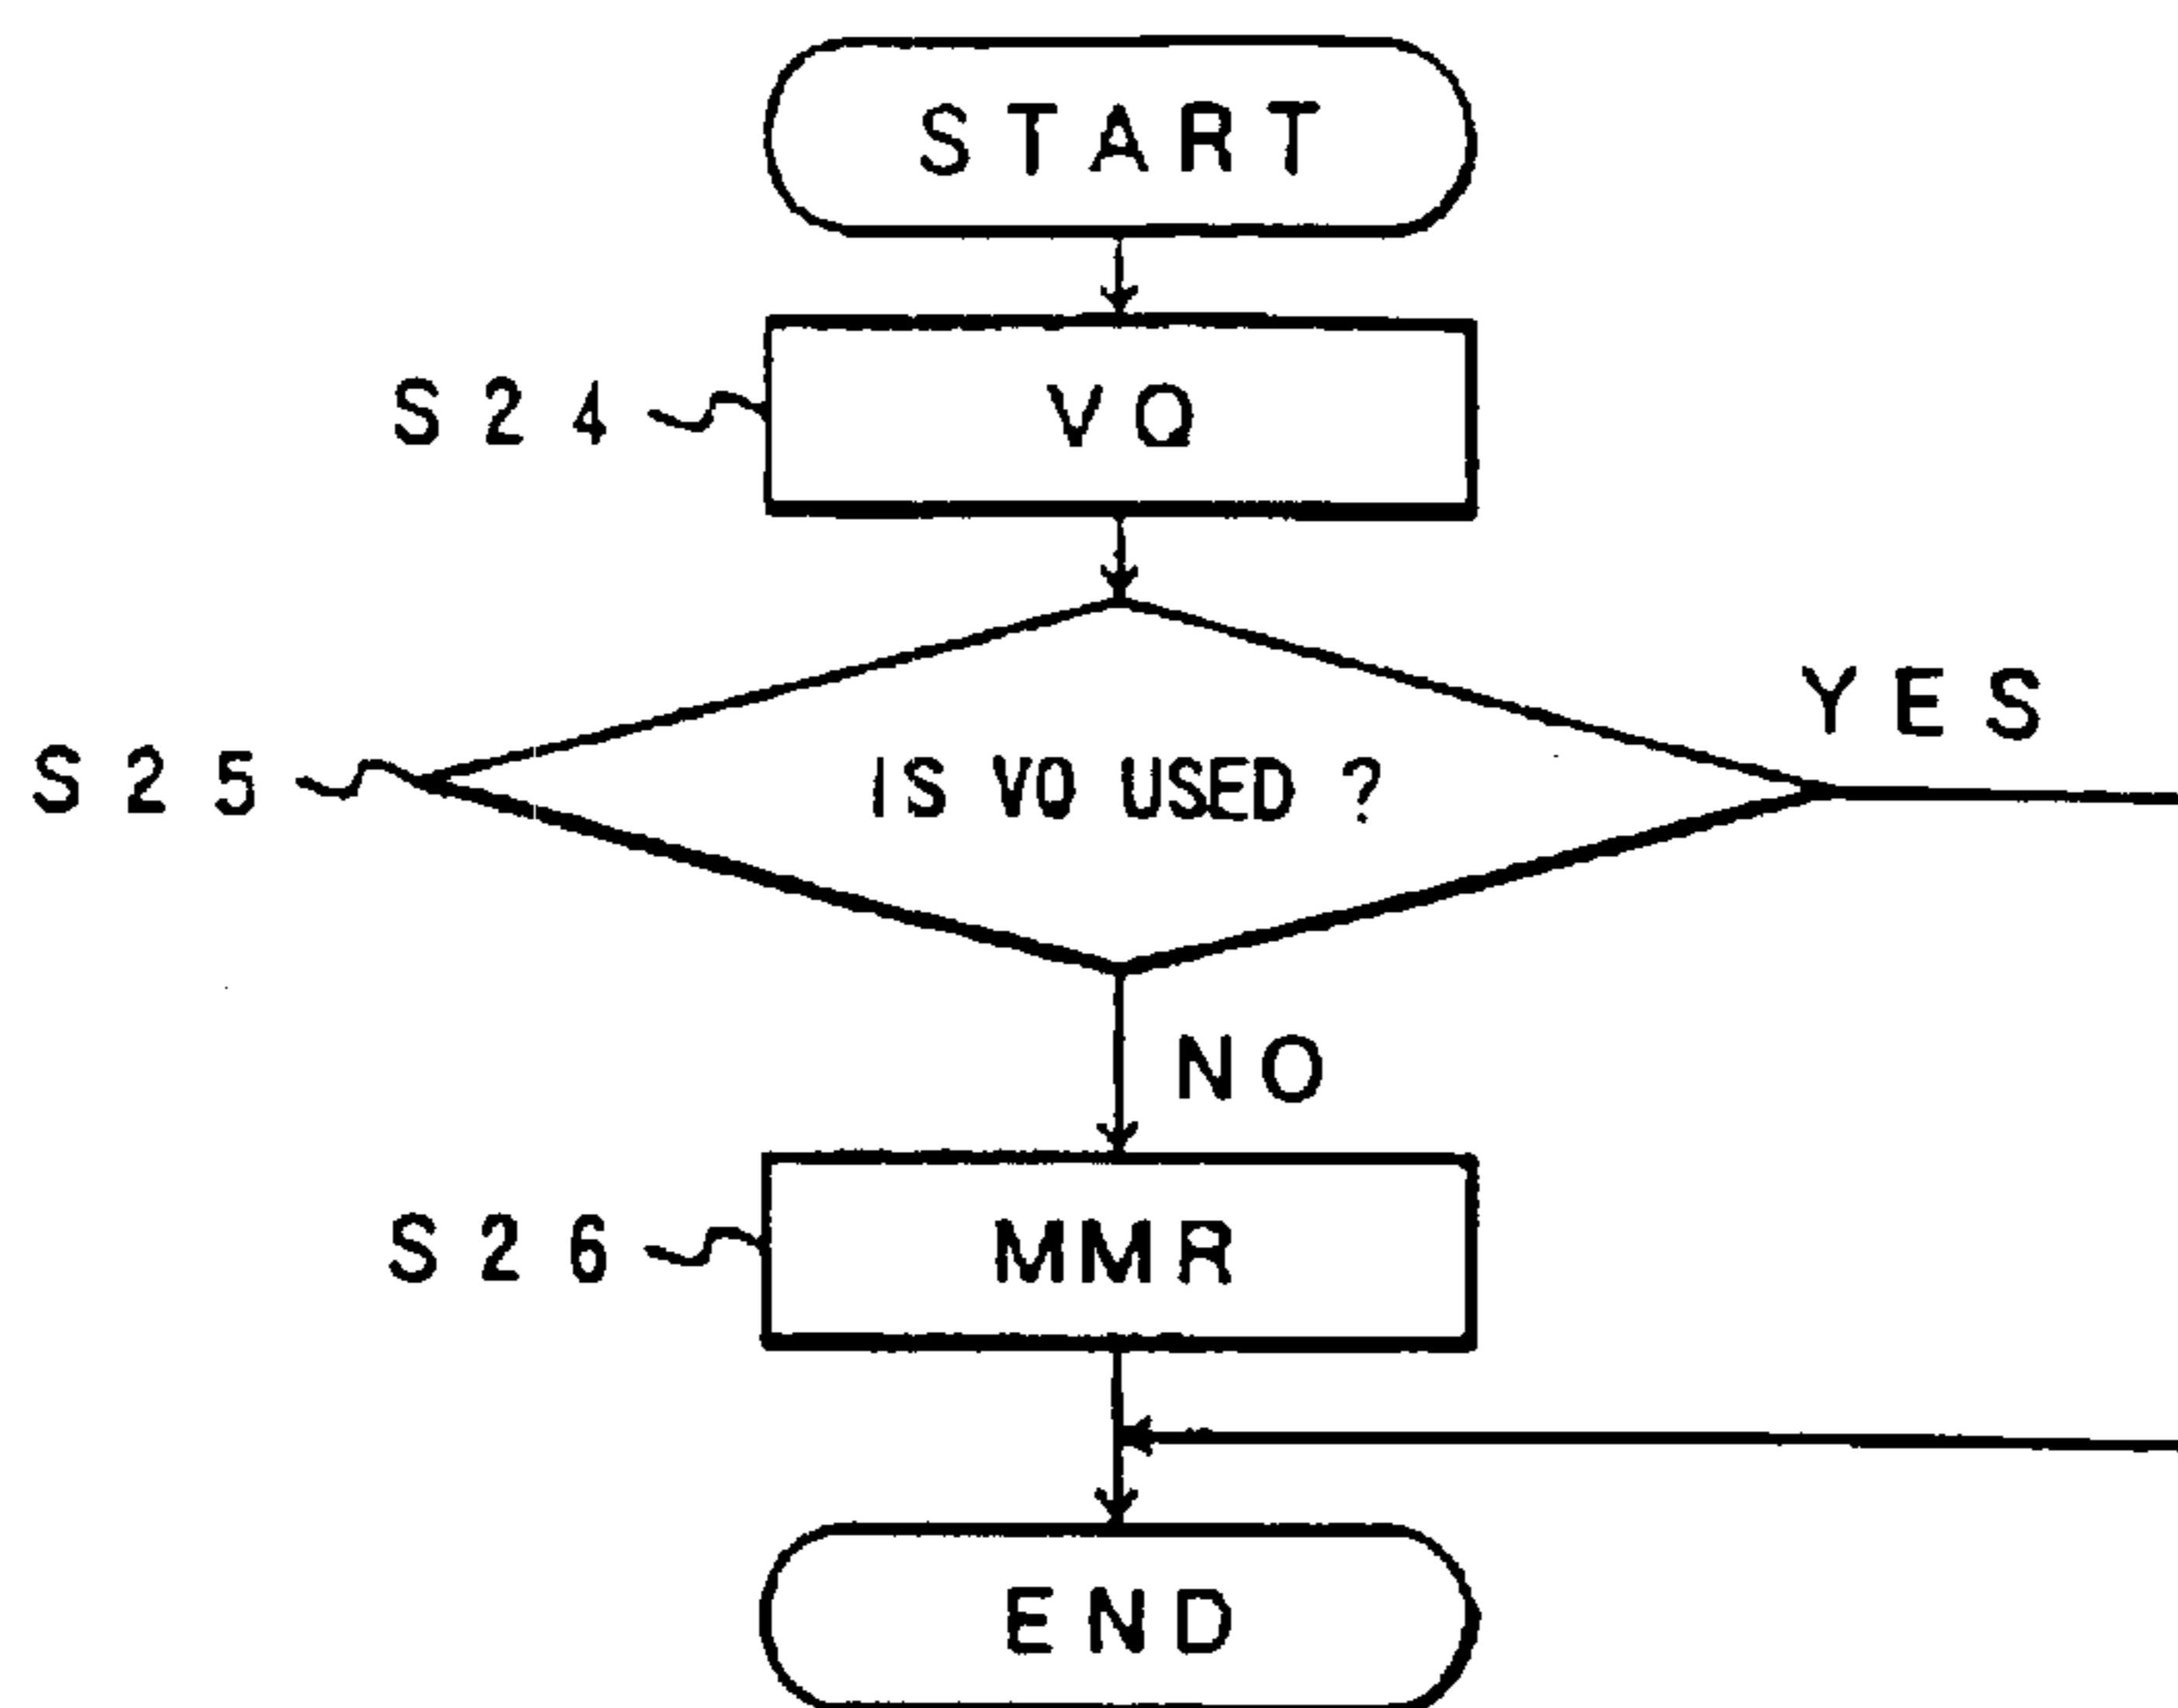 START
S24
VQ
YES
S25
IS VQ USED ?
NO
S26
MMR
END